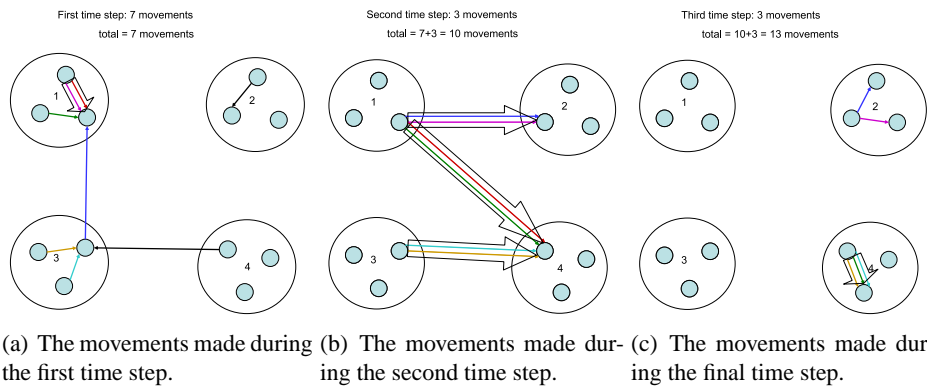 First time step: 7 movements
total = 7 movements
Second time step: 3 movements
total = 7+3 = 10 movements
Third time step: 3 movements
total = 10+3 = 13 movements
1
2
3
4
1
2
3
4
1
2
3
4
(a) The movements made during
the first time step.
(b) The movements made dur-
ing the second time step.
(c) The movements made dur
ing the final time step.